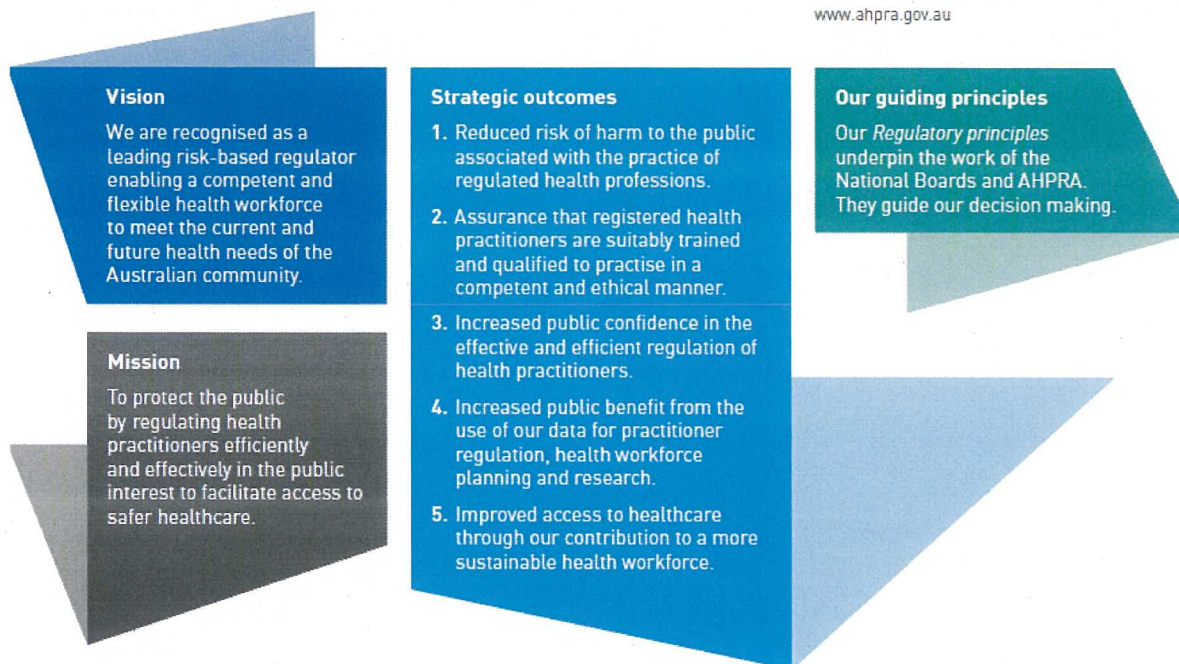 www.ahpra.gov.au
Vision
We are recognised as a
leading risk-based regulator
enabling a competent and
flexible health workforce
to meet the current and
future health needs of the
Australian community.
Mission
To protect the public
by regulating health
practitioners efficiently
and effectively in the public
interest to facilitate access to
safer healthcare.
Strategic outcomes
1. Reduced risk of harm to the public
associated with the practice of
regulated health professions.
2. Assurance that registered health
practitioners are suitably trained
and qualified to practise in a
competent and ethical manner.
3. Increased public confidence in the
effective and efficient regulation of
health practitioners.
4. Increased public benefit from the
use of our data for practitioner
regulation, health workforce
planning and research.
5. Improved access to healthcare
through our contribution to a more
sustainable health workforce.
Our guiding principles
Our Regulatory principles
underpin the work of the
National Boards and AHPRA.
They guide our decision making.